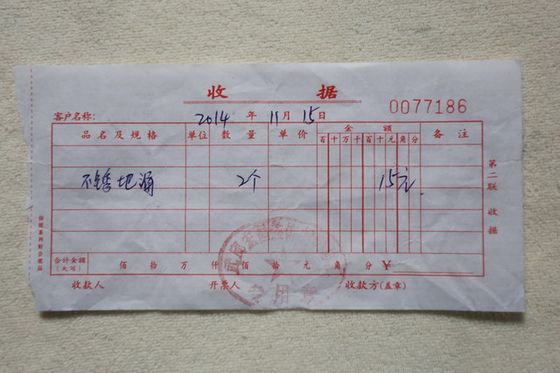 收 据
客户名称: 2014 年 11 月 15 日 0077186
品名及规格 单位 数量 单价 金额 备注
百 十 万 千 百 十 元 角 分
不锈地漏 2个 15元
合计金额(大写) 佰 拾 万 仟 佰 拾 元 角 分 ¥
收款人 开票人 收款方(盖章)
第二联 收据
专用章